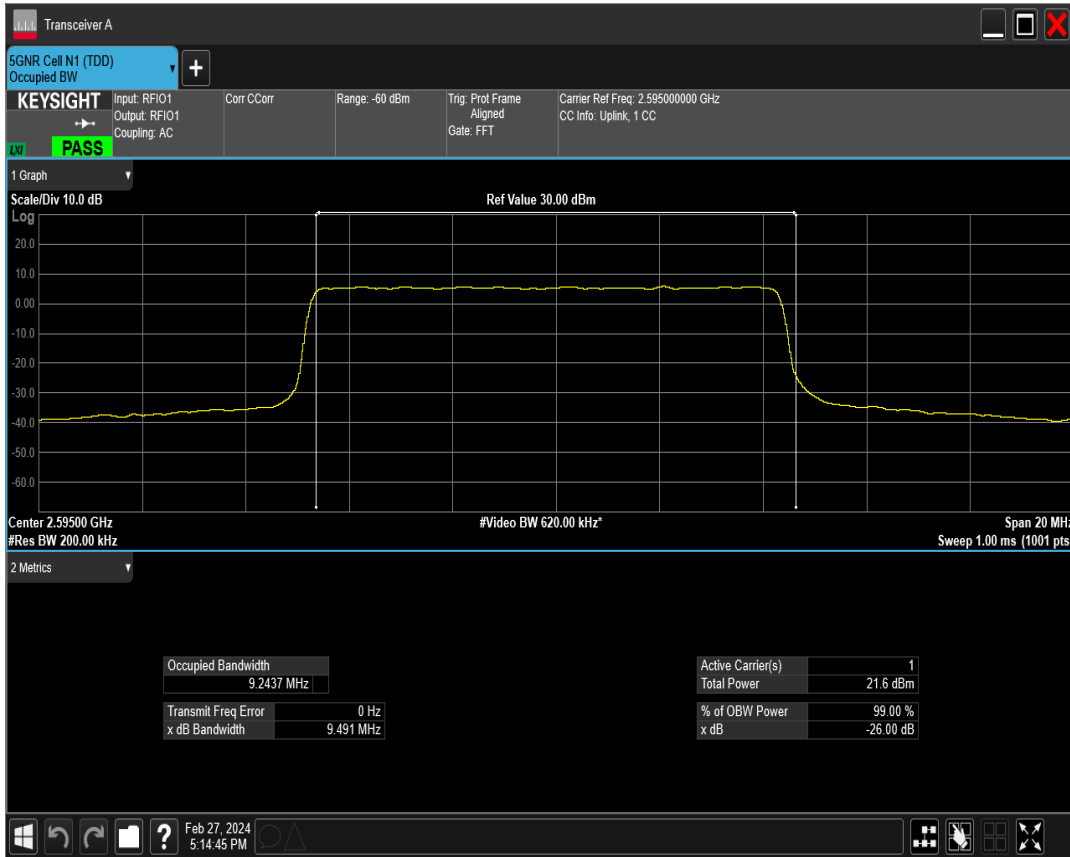 Transceiver A
5GNR Cell N1 (TDD)
Occupied BW
KEYSIGHT
LXI
PASS
Input: RFIO1
Output: RFIO1
Coupling: AC
Corr CCorr
Range: -60 dBm
Trig: Prot Frame
Aligned
Gate: FFT
Carrier Ref Freq: 2.595000000 GHz
CC Info: Uplink, 1 CC
1 Graph
Scale/Div 10.0 dB
Ref Value 30.00 dBm
Log
20.0
10.0
0.00
-10.0
-20.0
-30.0
-40.0
-50.0
-60.0
Center 2.59500 GHz
#Video BW 620.00 kHz*
Span 20 MHz
#Res BW 200.00 kHz
Sweep 1.00 ms (1001 pts
2 Metrics
Occupied Bandwidth
9.2437 MHz
Transmit Freq Error 0 Hz
x dB Bandwidth 9.491 MHz
Active Carrier(s) 1
Total Power 21.6 dBm
% of OBW Power 99.00 %
x dB -26.00 dB
?
Feb 27, 2024
5:14:45 PM